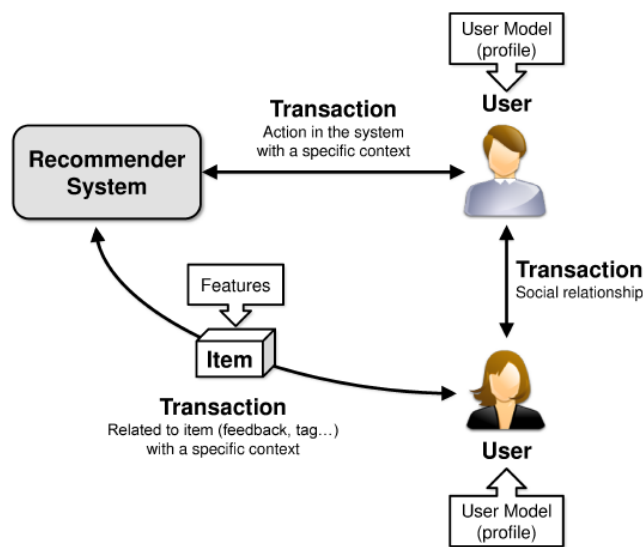 User Model
(profile)
User
Transaction
Action in the system
with a specific context
Recommender
System
Transaction
Social relationship
Features
Item
Transaction
Related to item (feedback, tag...)
with a specific context
User
User Model
(profile)